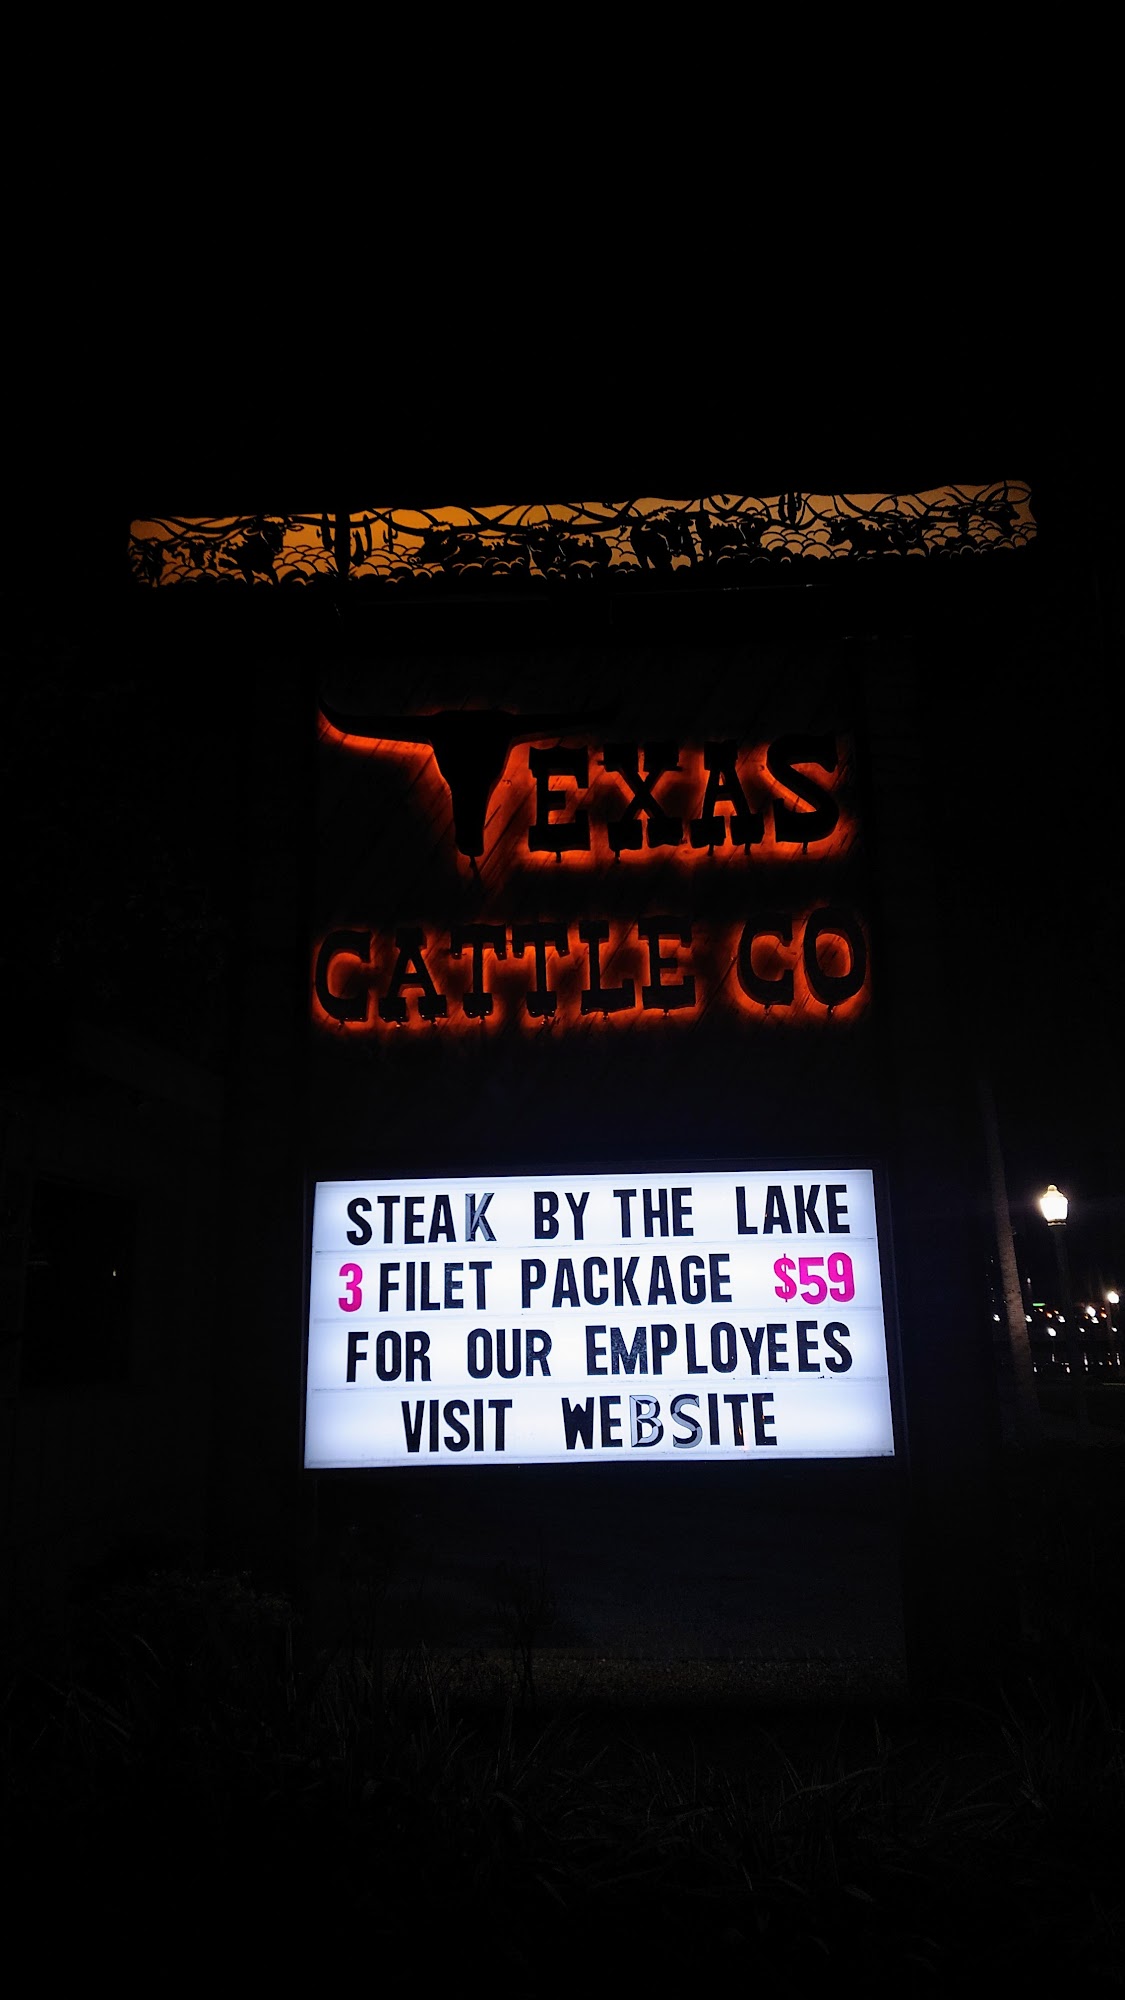 TEXAS
CATTLE CO
STEAK BY THE LAKE
3 FILET PACKAGE $59
FOR OUR EMPLOYEES
VISIT WEBSITE